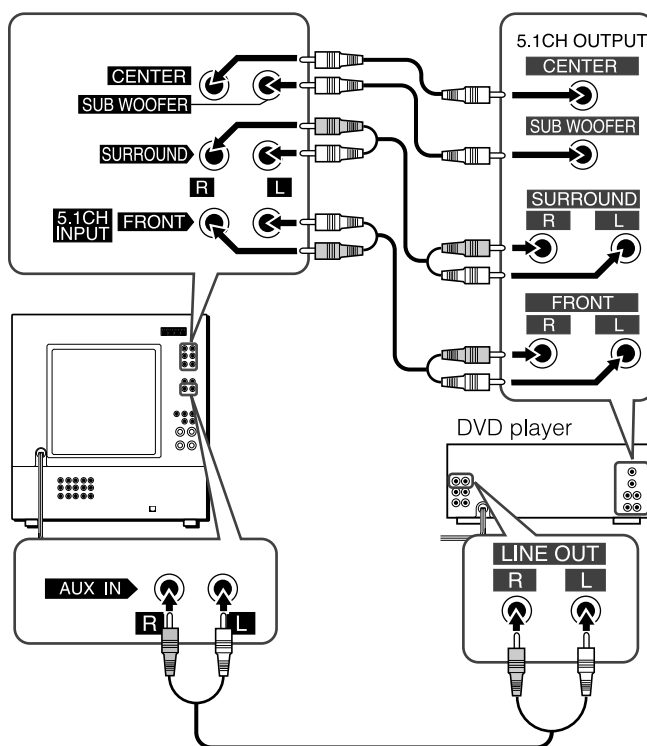 CENTER
SUB WOOFER
SURROUND
R L
5.1CH INPUT
FRONT
5.1CH OUTPUT
CENTER
SUB WOOFER
SURROUND
R L
FRONT
R L
DVD player
AUX IN
R L
LINE OUT
R L